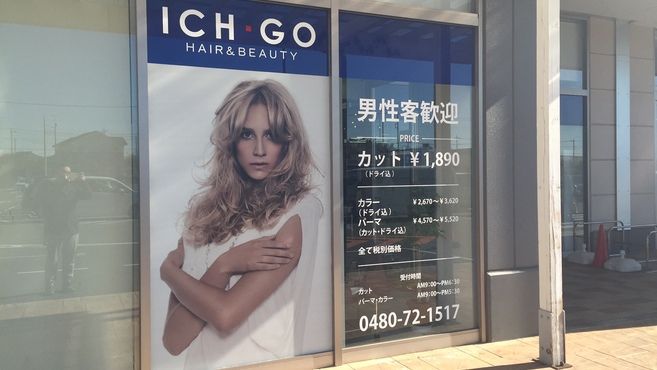 ICH・GO
HAIR&BEAUTY
男性客歓迎
PRICE
カット ￥1,890
（ドライ込）
カラー ￥2,670〜￥3,620
（ドライ込）
パーマ ￥4,570〜￥5,520
（カット・ドライ込）
全て税別価格
受付時間
カット AM9:00〜PM6:30
パーマ・カラー AM9:00〜PM5:30
0480-72-1517